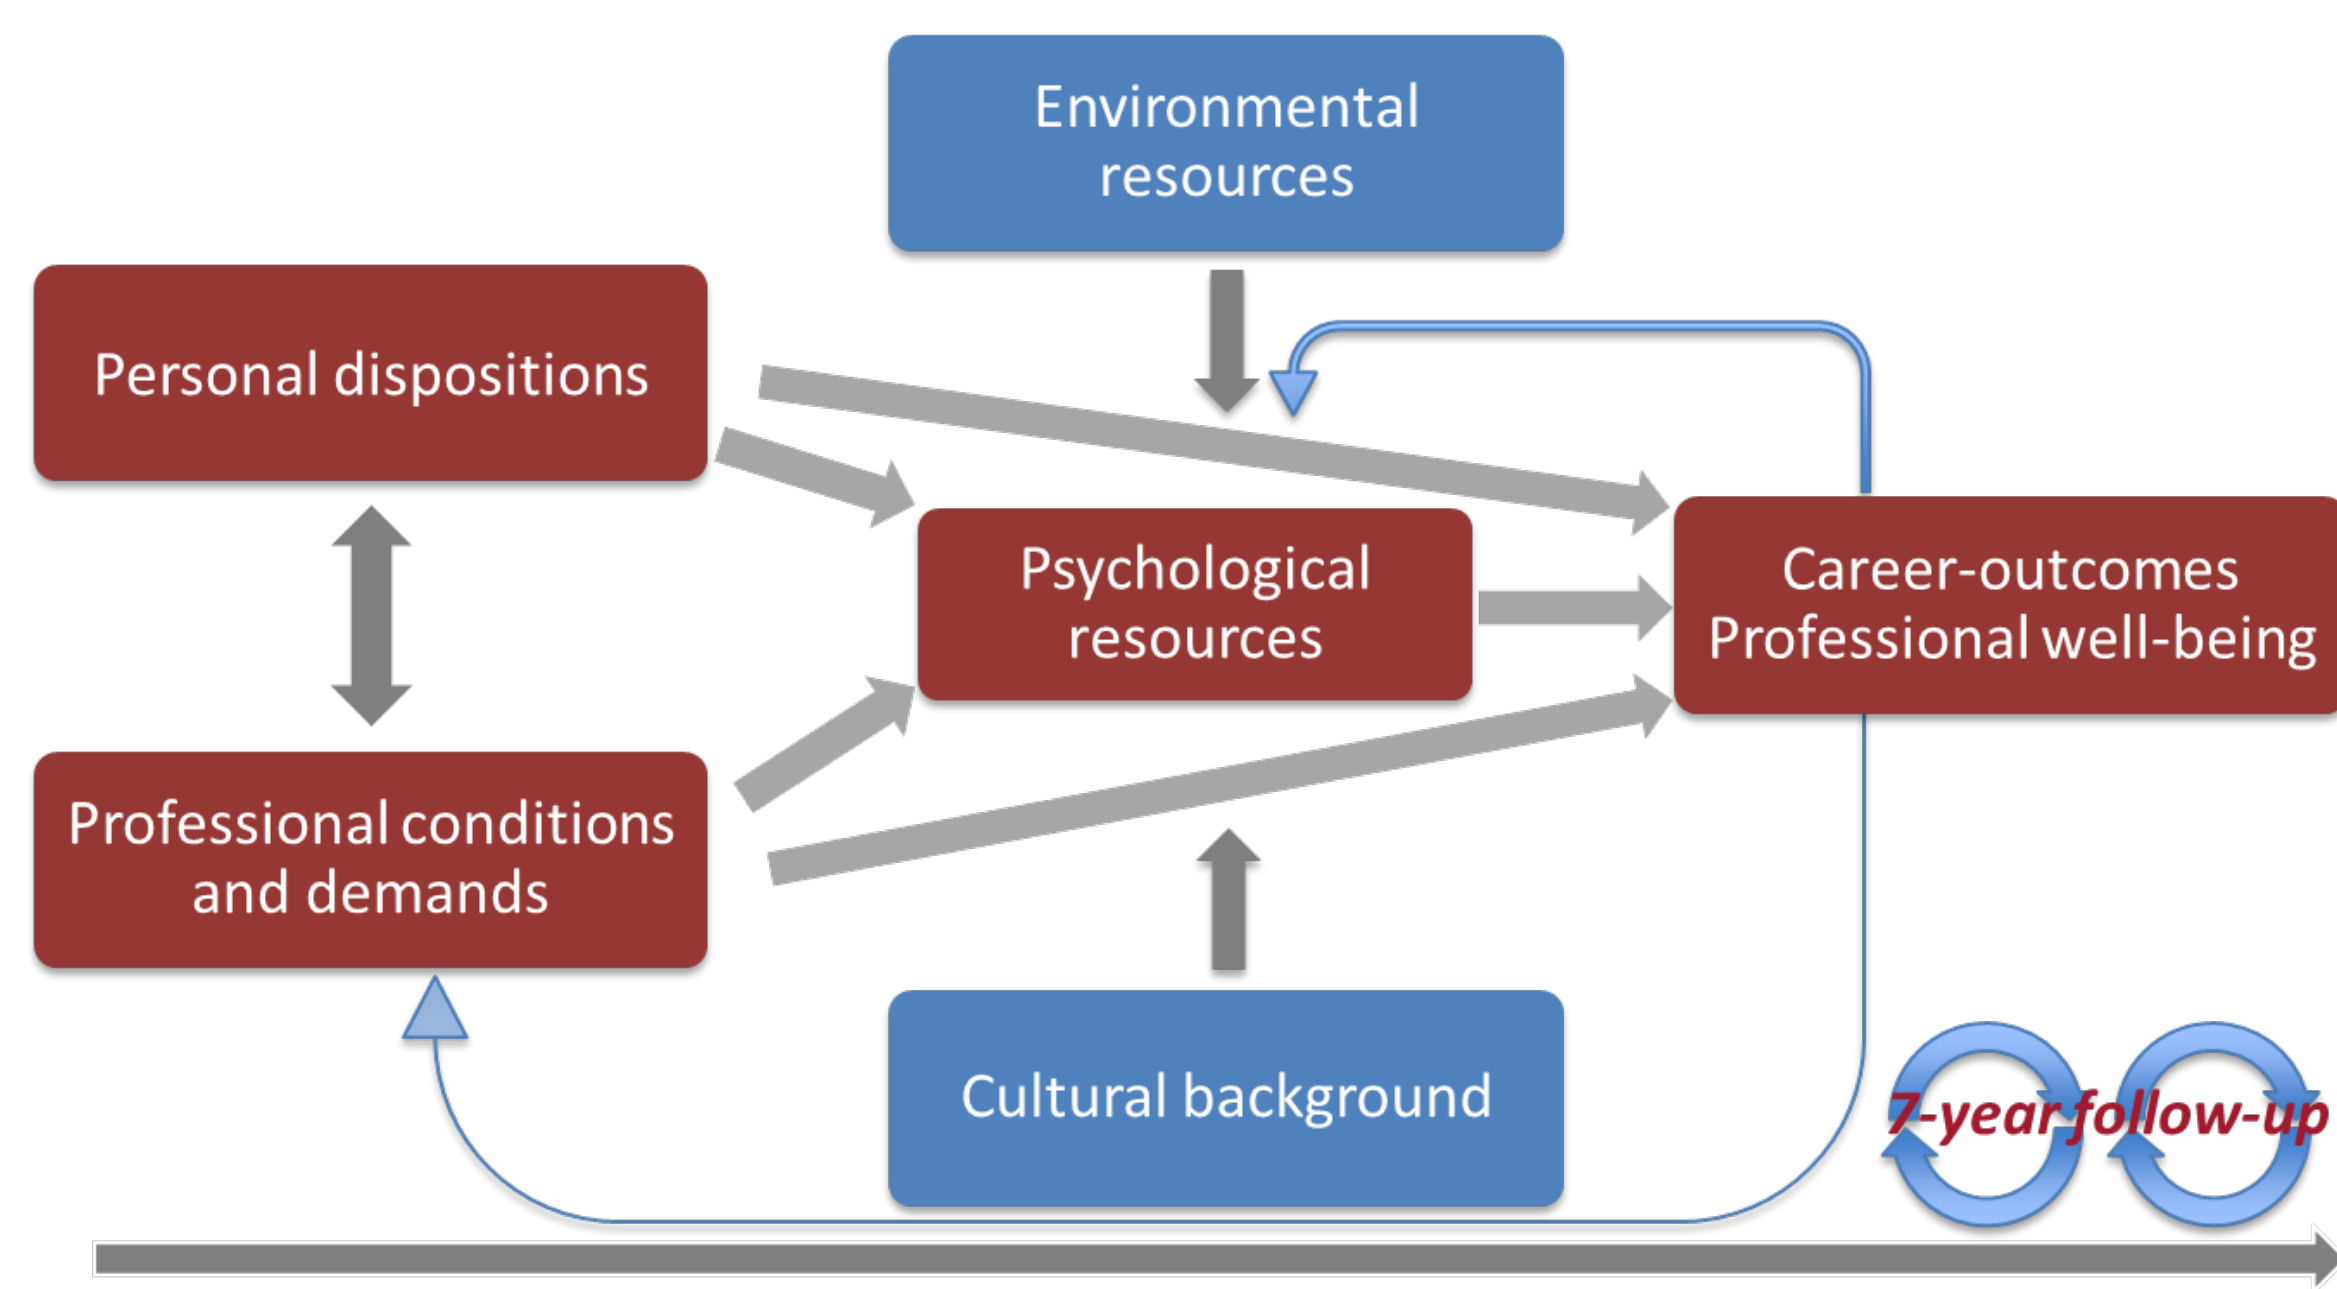 Environmental
resources
Personal dispositions
Psychological
resources
Career-outcomes
Professional well-being
Professional conditions
and demands
Cultural background
7-year follow-up